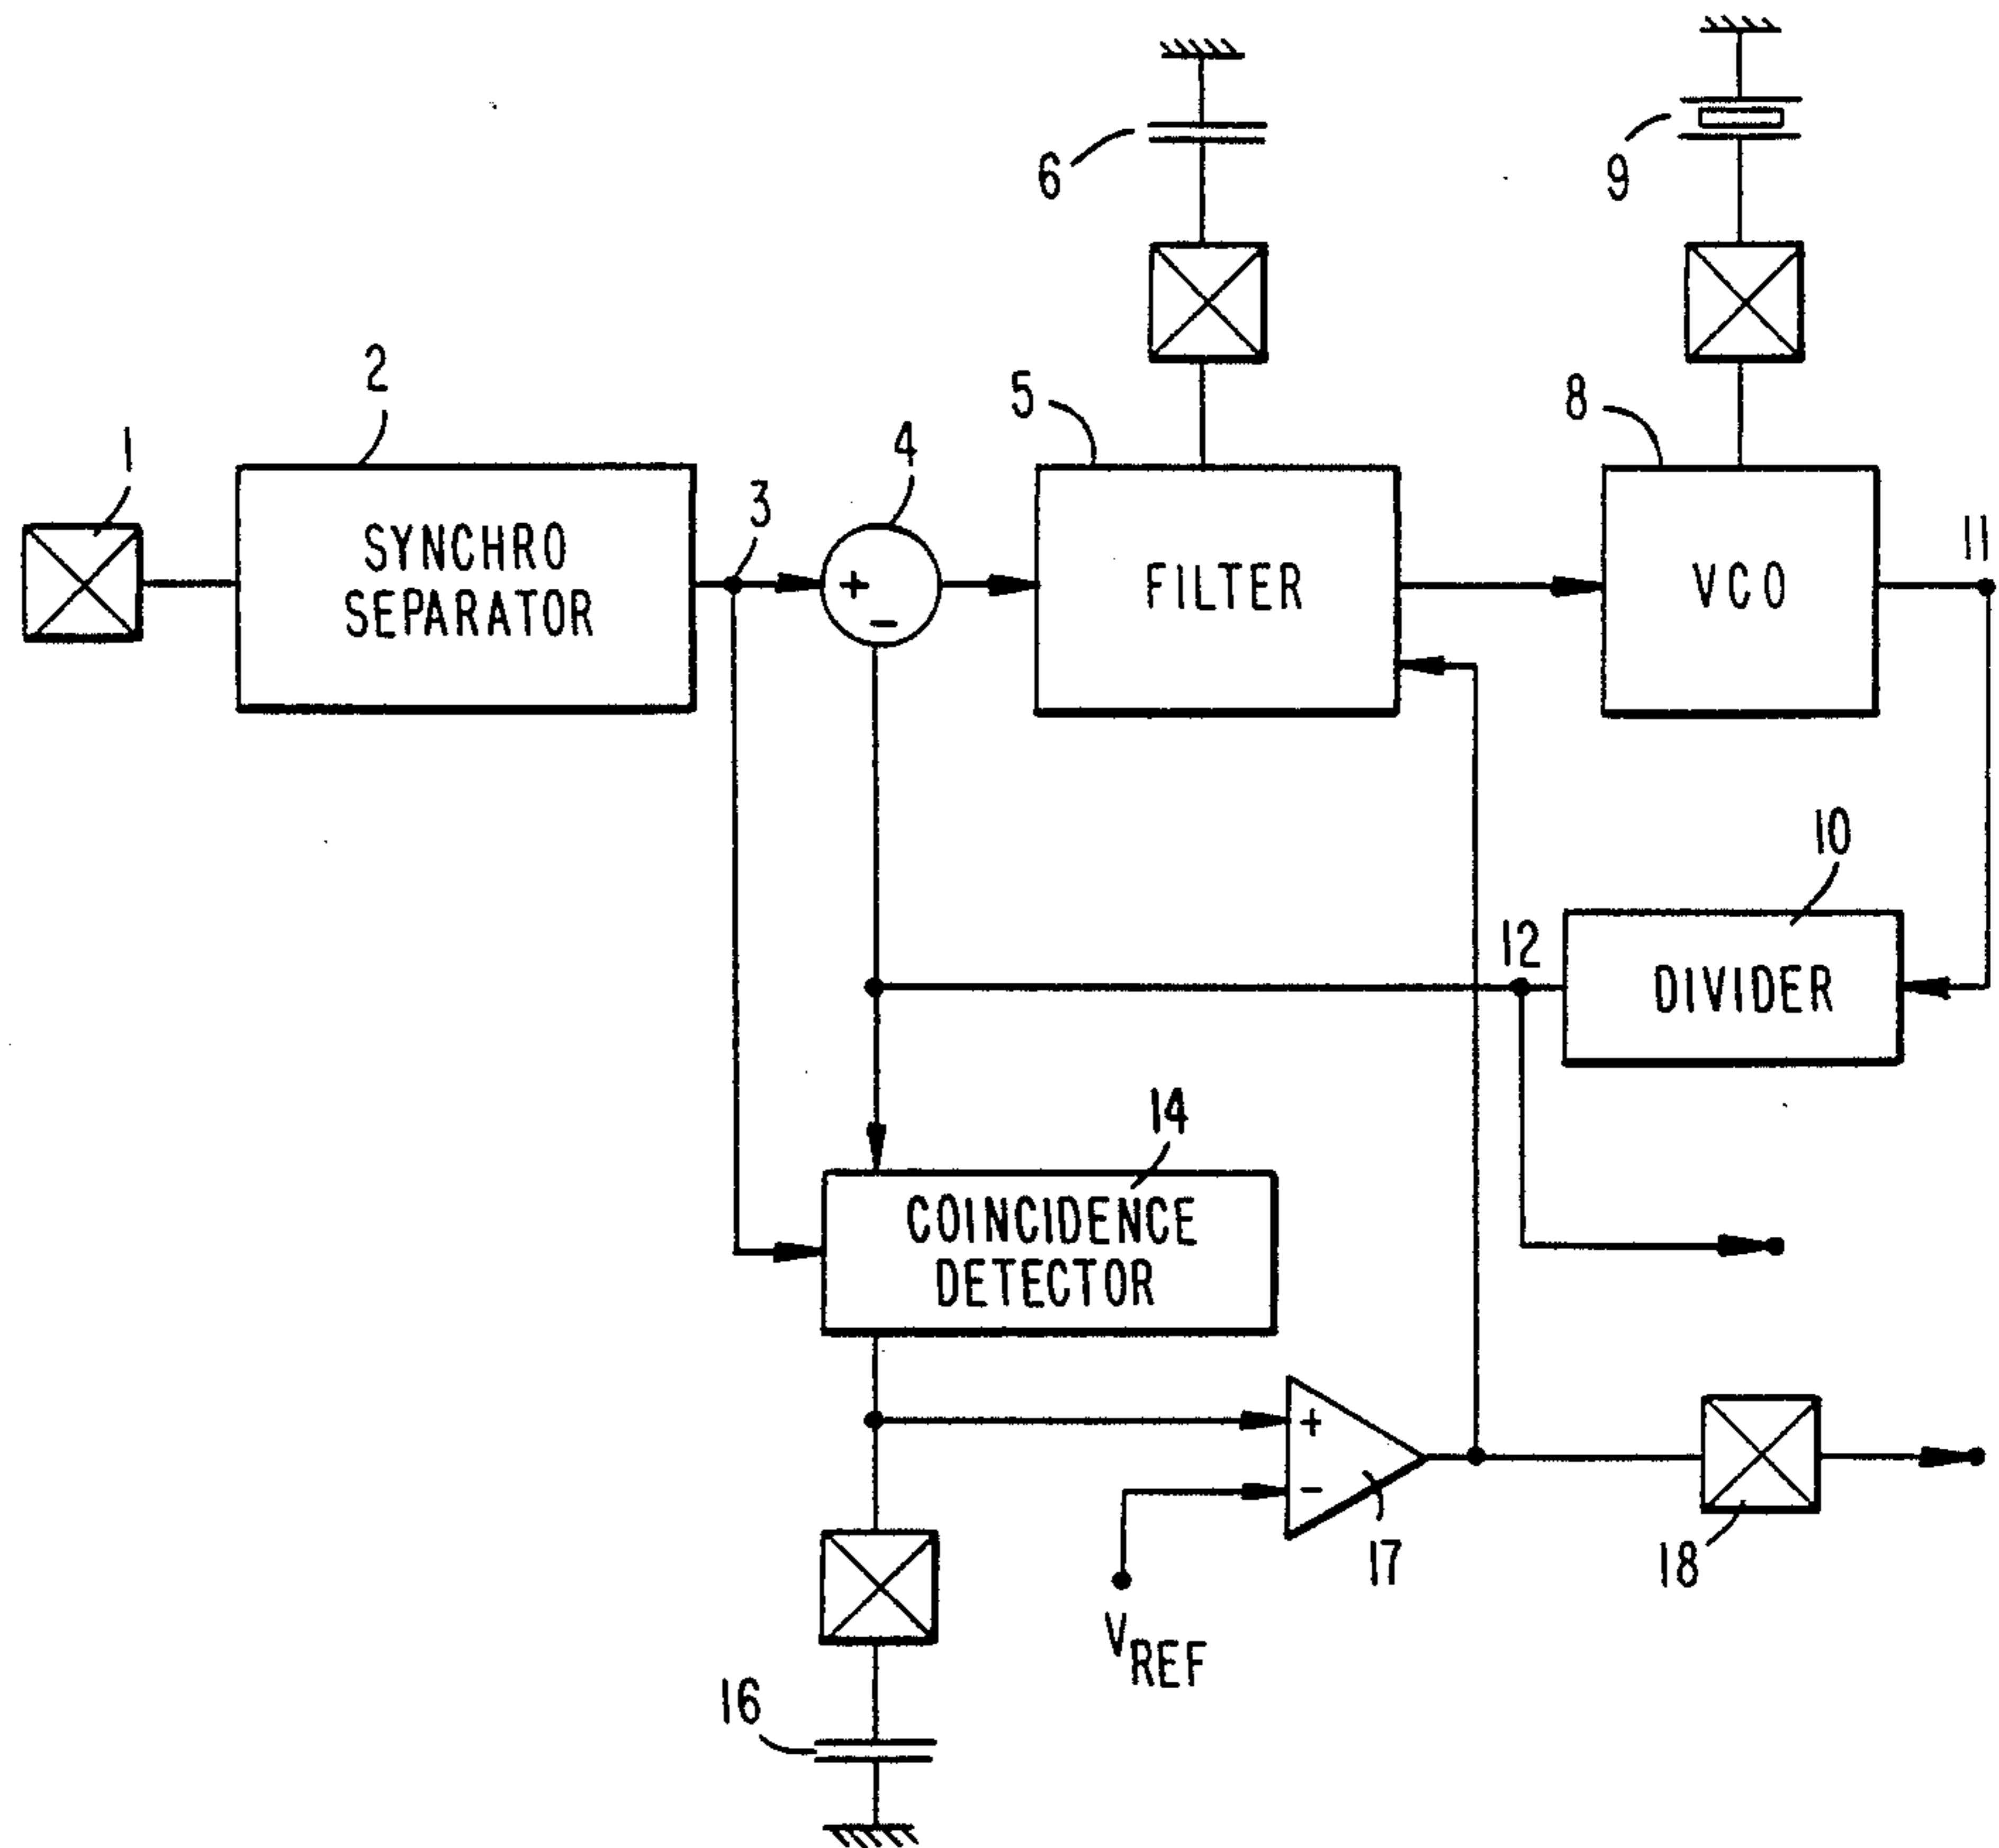 6
9
2
5
8
1
3
4
11
SYNCHRO
SEPARATOR
+
-
FILTER
VCO
10
12
DIVIDER
14
COINCIDENCE
DETECTOR
+
-
17
18
VREF
16